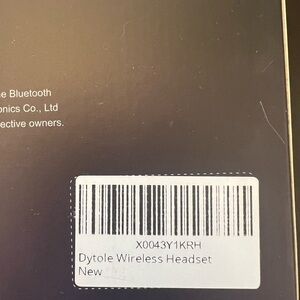 e Bluetooth
onics Co., Ltd
ective owners.
X0043Y1KRH
Dytole Wireless Headset
New